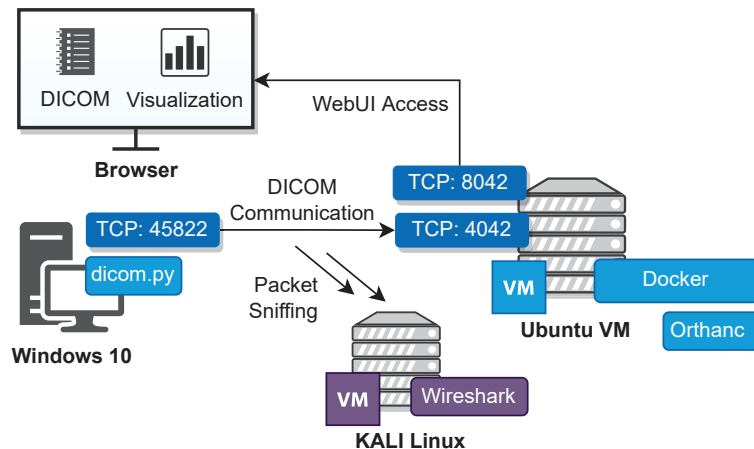 DICOM
Visualization
Browser
WebUI Access
TCP: 8042
DICOM
Communication
TCP: 45822
TCP: 4042
dicom.py
Packet
Sniffing
Windows 10
VM
Docker
Ubuntu VM
Orthanc
VM
Wireshark
KALI Linux